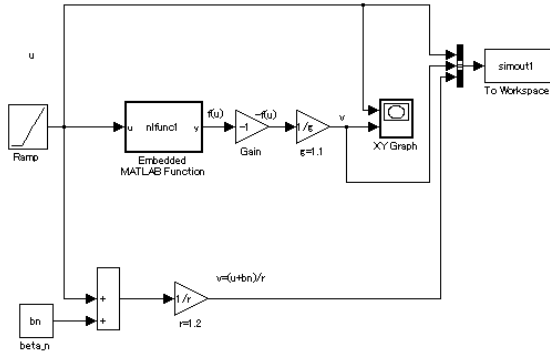 u
simout1
To Workspace
Ramp
u
nlfunc1
y
Embedded
MATLAB Function
f(u)
-1
Gain
-f(u)
1/g
g=1.1
v
XY Graph
v=(u+bn)/r
+
+
1/r
r=1.2
bn
beta_n